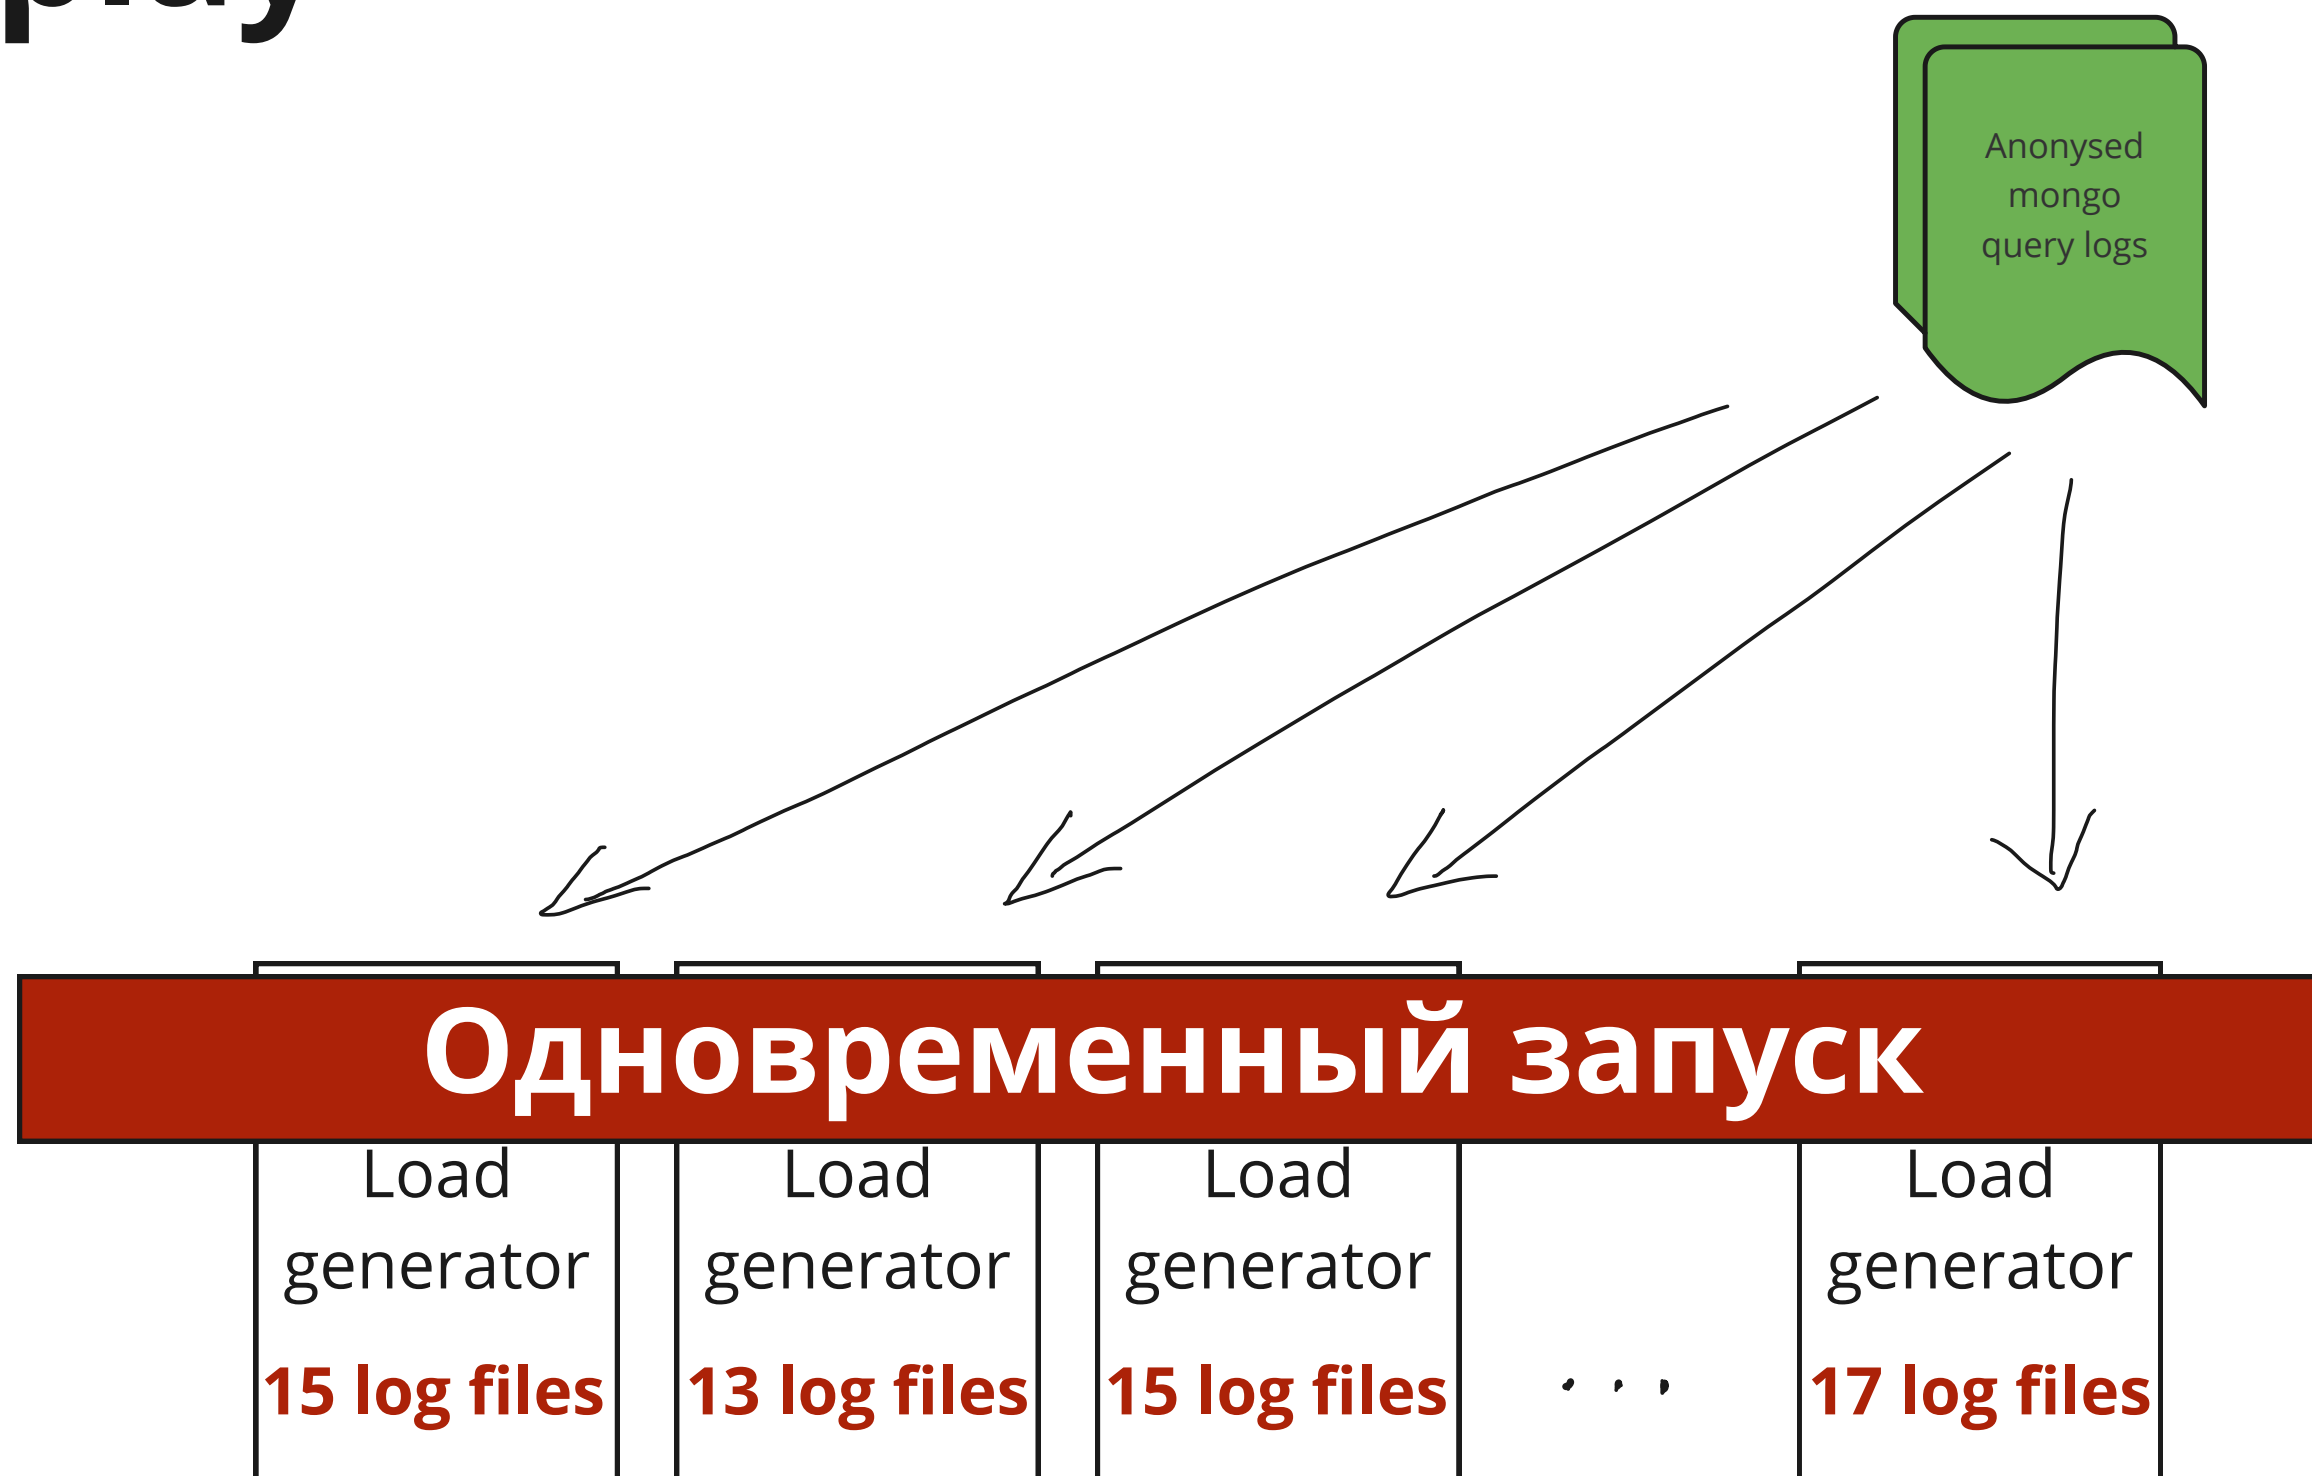 Anonysed
mongo
query logs
Одновременный запуск
Load
generator
15 log files
Load
generator
13 log files
Load
generator
15 log files
. . .
Load
generator
17 log files